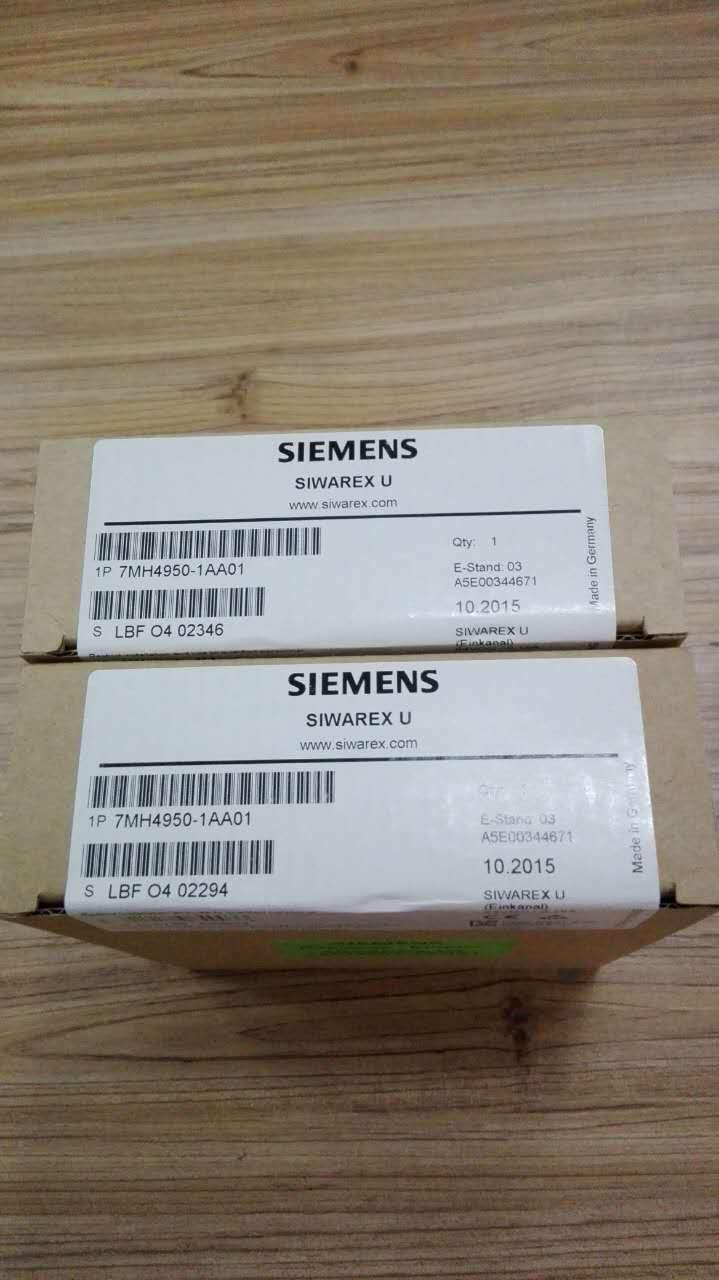 SIEMENS
SIWAREX U
www.siwarex.com
Qty: 1
1P 7MH4950-1AA01
E-Stand: 03
A5E00344671
10.2015
S LBF O4 02346
SIWAREX U
(Einkanal)
Made in Germany
SIEMENS
SIWAREX U
www.siwarex.com
Qty:
1P 7MH4950-1AA01
E-Stand: 03
A5E00344671
10.2015
S LBF O4 02294
SIWAREX U
(Einkanal)
Made in Germany